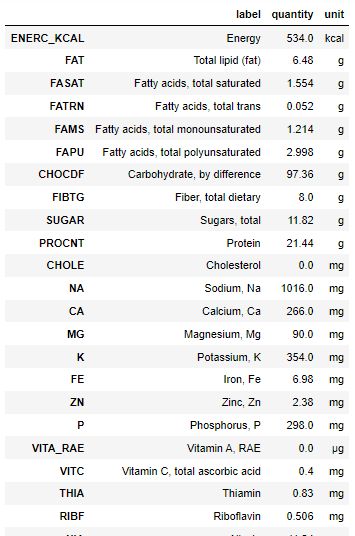 label quantity unit
ENERC_KCAL Energy 534.0 kcal
FAT Total lipid (fat) 6.48 g
FASAT Fatty acids, total saturated 1.554 g
FATRN Fatty acids, total trans 0.052 g
FAMS Fatty acids, total monounsaturated 1.214 g
FAPU Fatty acids, total polyunsaturated 2.998 g
CHOCDF Carbohydrate, by difference 97.36 g
FIBTG Fiber, total dietary 8.0 g
SUGAR Sugars, total 11.82 g
PROCNT Protein 21.44 g
CHOLE Cholesterol 0.0 mg
NA Sodium, Na 1016.0 mg
CA Calcium, Ca 266.0 mg
MG Magnesium, Mg 90.0 mg
K Potassium, K 354.0 mg
FE Iron, Fe 6.98 mg
ZN Zinc, Zn 2.38 mg
P Phosphorus, P 298.0 mg
VITA_RAE Vitamin A, RAE 0.0 µg
VITC Vitamin C, total ascorbic acid 0.4 mg
THIA Thiamin 0.83 mg
RIBF Riboflavin 0.506 mg